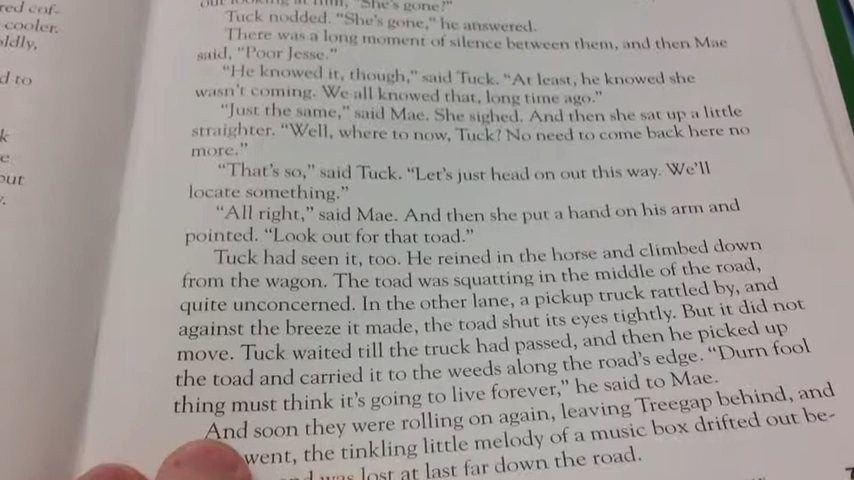 red cof-
cooler.
oldly,
d to
k
e
out
y.
out looking at him, "She's gone?"
Tuck nodded. "She's gone," he answered.
There was a long moment of silence between them, and then Mae
said, "Poor Jesse."
"He knowed it, though," said Tuck. "At least, he knowed she
wasn't coming. We all knowed that, long time ago."
"Just the same," said Mae. She sighed. And then she sat up a little
straighter. "Well, where to now, Tuck? No need to come back here no
more."
"That's so," said Tuck. "Let's just head on out this way. We'll
locate something."
"All right," said Mae. And then she put a hand on his arm and
pointed. "Look out for that toad."
Tuck had seen it, too. He reined in the horse and climbed down
from the wagon. The toad was squatting in the middle of the road,
quite unconcerned. In the other lane, a pickup truck rattled by, and
against the breeze it made, the toad shut its eyes tightly. But it did not
move. Tuck waited till the truck had passed, and then he picked up
the toad and carried it to the weeds along the road's edge. "Durn fool
thing must think it's going to live forever," he said to Mae.
And soon they were rolling on again, leaving Treegap behind, and
went, the tinkling little melody of a music box drifted out be-
and was lost at last far down the road.
7